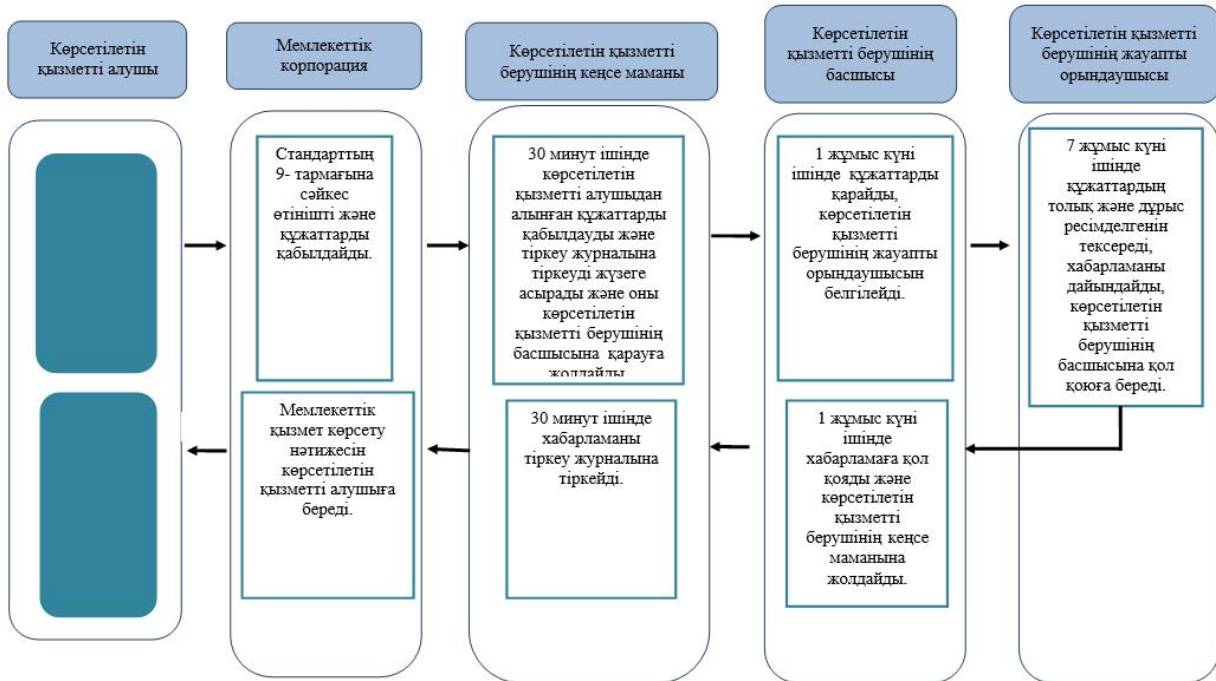 Көрсетілетін
қызметті алушы
Мемлекеттік
корпорация
Көрсетілетін қызметті
берушінің кеңсе маманы
Көрсетілетін
қызметті берушінің
басшысы
Көрсетілетін қызметті
берушінің жауапты
орындаушысы
Стандарттың
9- тармағына
сәйкес
өтінішті және
құжаттарды
қабылдайды.
30 минут ішінде
көрсетілетін
қызметті алушыдан
алынған құжаттарды
қабылдауды және
тіркеу журналына
тіркеуді жүзеге
асырады және оны
көрсетілетін
қызметті берушінің
басшысына қарауға
жолдайды
1 жұмыс күні
ішінде құжаттарды
қарайды,
көрсетілетін
қызметті
берушінің жауапты
орындаушысын
белгілейді.
7 жұмыс күні
ішінде
құжаттардың
толық және дұрыс
ресімделгенін
тексереді,
хабарламаны
дайындайды,
көрсетілетін
қызметті
берушінің
басшысына қол
қоюға береді.
Мемлекеттік
қызмет көрсету
нәтижесін
көрсетілетін
қызметті алушыға
береді.
30 минут ішінде
хабарламаны
тіркеу журналына
тіркейді.
1 жұмыс күні
ішінде
хабарламаға қол
қояды және
көрсетілетін
қызметті
берушінің кеңсе
маманына
жолдайды.